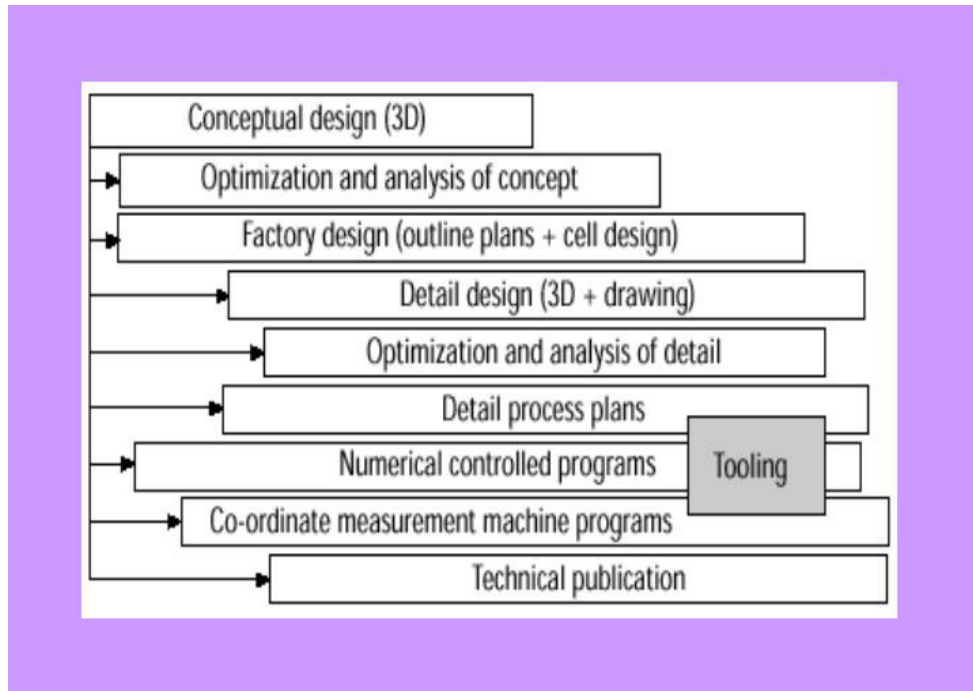 Conceptual design (3D)
Optimization and analysis of concept
Factory design (outline plans + cell design)
Detail design (3D + drawing)
Optimization and analysis of detail
Detail process plans
Numerical controlled programs
Tooling
Co-ordinate measurement machine programs
Technical publication